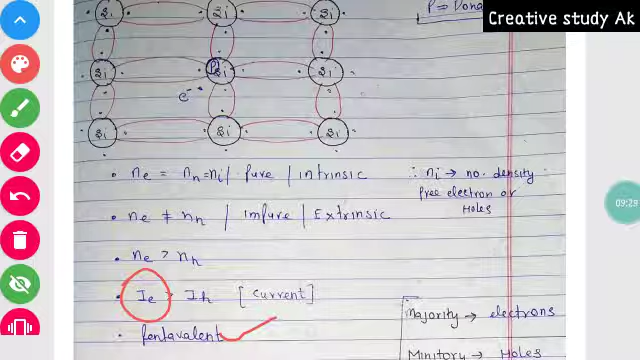 Creative study Ak
P = Dona
Si Si Si
Si P Si Si
e⁻
Si Si Si
• ne = nh = ni / pure / intrinsic
∴ ni → no. density
free electron or
Holes
• ne ≠ nh / impure / Extrinsic
09:29
• ne > nh
• Ie > Ih [current]
• pentavalent
Majority → electrons
Minitory → Holes